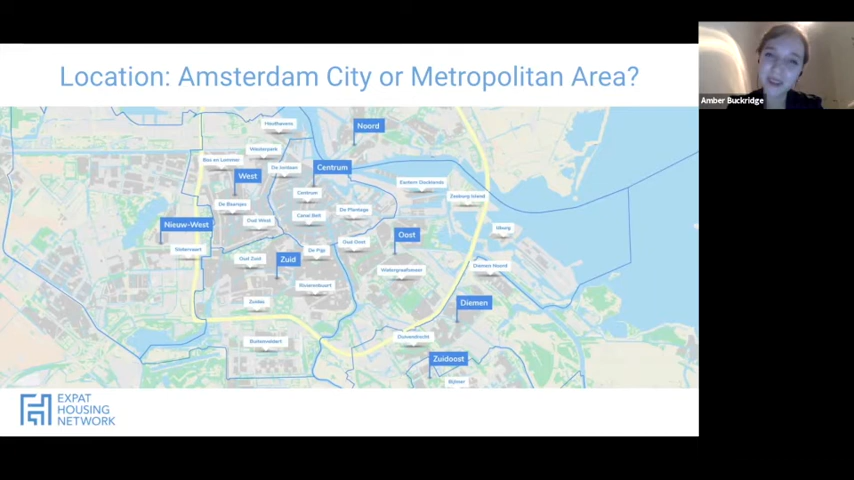 Location: Amsterdam City or Metropolitan Area?
Amber Buckridge
Houthavens
Noord
Westerpark
Bos en Lommer
De Jordaan
Centrum
West
Eastern Docklands
Centrum
Zeeburg Island
De Baarsjes
De Plantage
Canal Belt
Oud West
Nieuw-West
IJburg
Oost
Oud Oost
Slotervaart
De Pijp
Oud Zuid
Zuid
Diemen Noord
Watergraafsmeer
Rivierenbuurt
Zuidas
Diemen
Duivendrecht
Buitenveldert
Zuidoost
Bijlmer
EXPAT
HOUSING
NETWORK